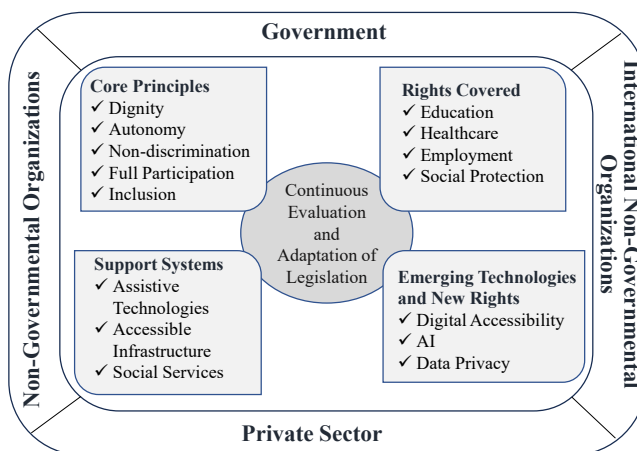 Government
Non-Governmental Organizations
Core Principles
✓ Dignity
✓ Autonomy
✓ Non-discrimination
✓ Full Participation
✓ Inclusion
Rights Covered
✓ Education
✓ Healthcare
✓ Employment
✓ Social Protection
Continuous
Evaluation
and
Adaptation of
Legislation
Support Systems
✓ Assistive
Technologies
✓ Accessible
Infrastructure
✓ Social Services
Emerging Technologies
and New Rights
✓ Digital Accessibility
✓ AI
✓ Data Privacy
International Non-Governmental
Organizations
Private Sector